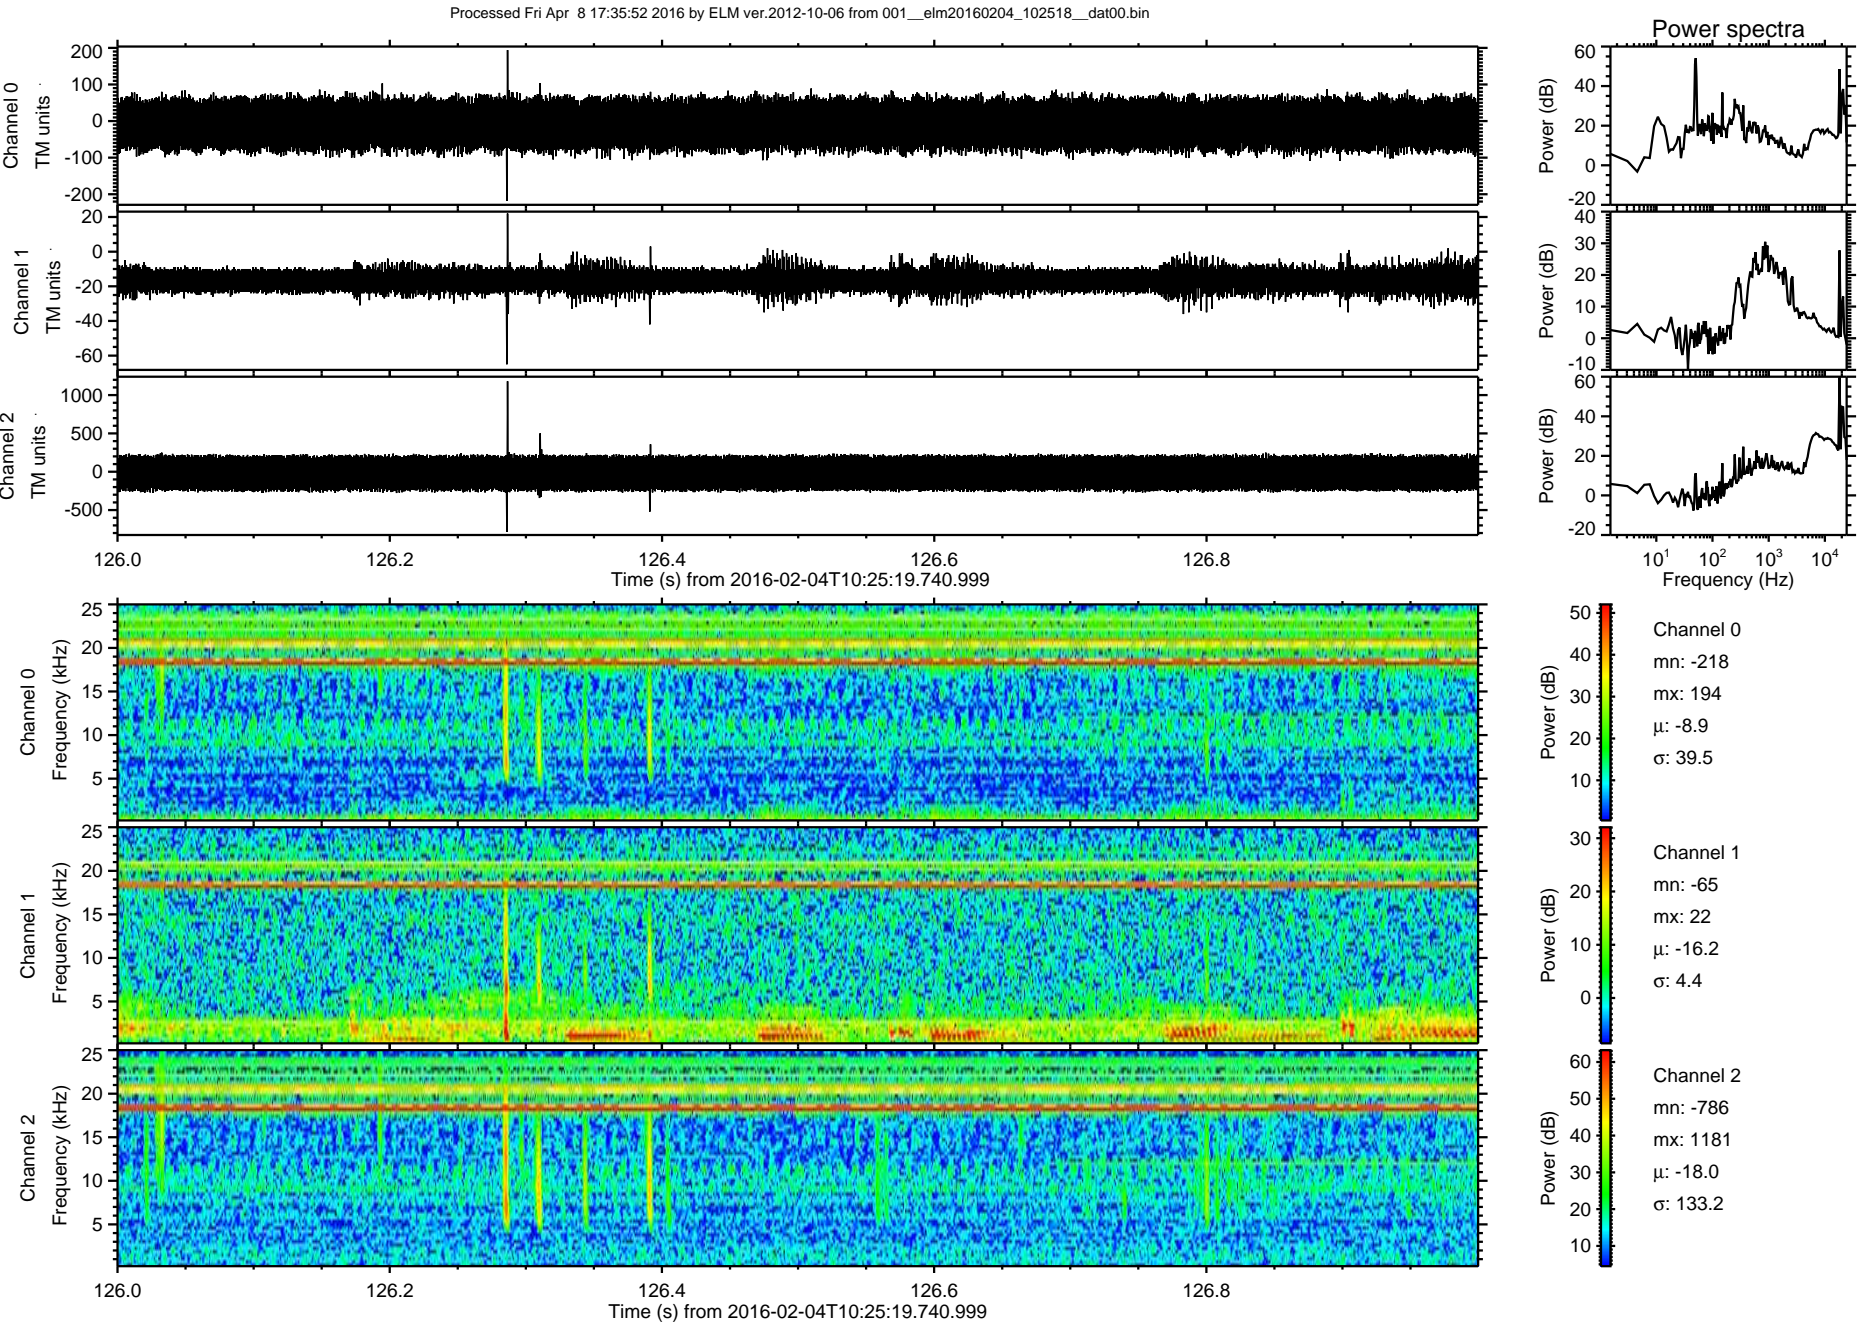 Processed Fri Apr  8 17:35:52 2016 by ELM ver.2012-10-06 from 001__elm20160204_102518__dat00.bin
Power spectra
Channel 0
TM units
200
100
0
-100
-200
Power (dB)
60
40
20
0
-20
Channel 1
TM units
20
0
-20
-40
-60
Power (dB)
40
30
20
10
0
-10
Channel 2
TM units
1000
500
0
-500
Power (dB)
60
40
20
0
-20
126.0 126.2 126.4 126.6 126.8
Time (s) from 2016-02-04T10:25:19.740.999
10^1 10^2 10^3 10^4
Frequency (Hz)
Channel 0
Frequency (kHz)
25
20
15
10
5
Power (dB)
50
40
30
20
10
Channel 0
mn: -218
mx: 194
µ: -8.9
σ: 39.5
Channel 1
Frequency (kHz)
25
20
15
10
5
Power (dB)
30
20
10
0
Channel 1
mn: -65
mx: 22
µ: -16.2
σ: 4.4
Channel 2
Frequency (kHz)
25
20
15
10
5
Power (dB)
60
50
40
30
20
10
Channel 2
mn: -786
mx: 1181
µ: -18.0
σ: 133.2
126.0 126.2 126.4 126.6 126.8
Time (s) from 2016-02-04T10:25:19.740.999